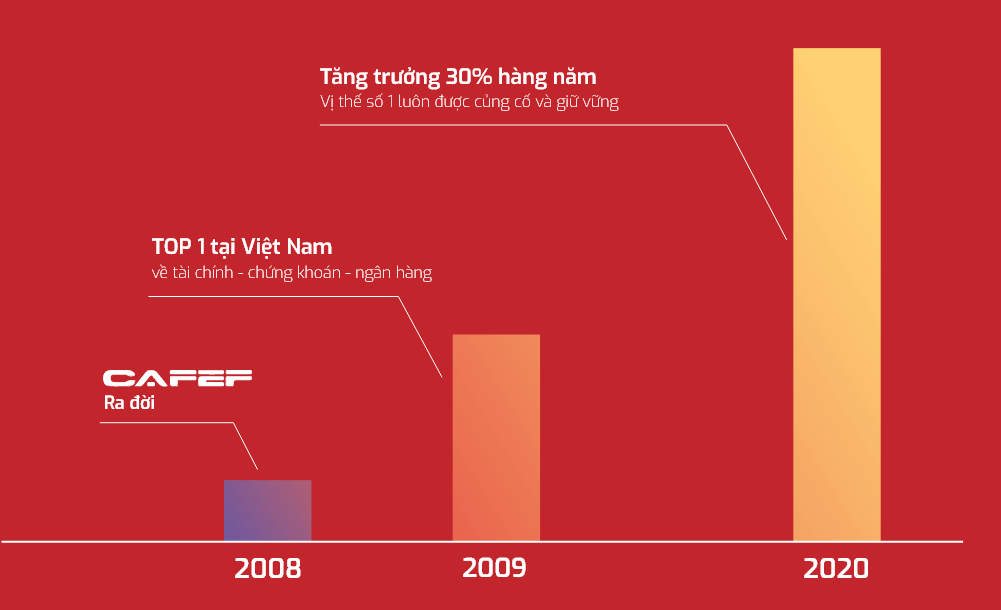 Tăng trưởng 30% hàng năm
Vị thế số 1 luôn được củng cố và giữ vững
TOP 1 tại Việt Nam
về tài chính - chứng khoán - ngân hàng
CAFEF
Ra đời
2008
2009
2020